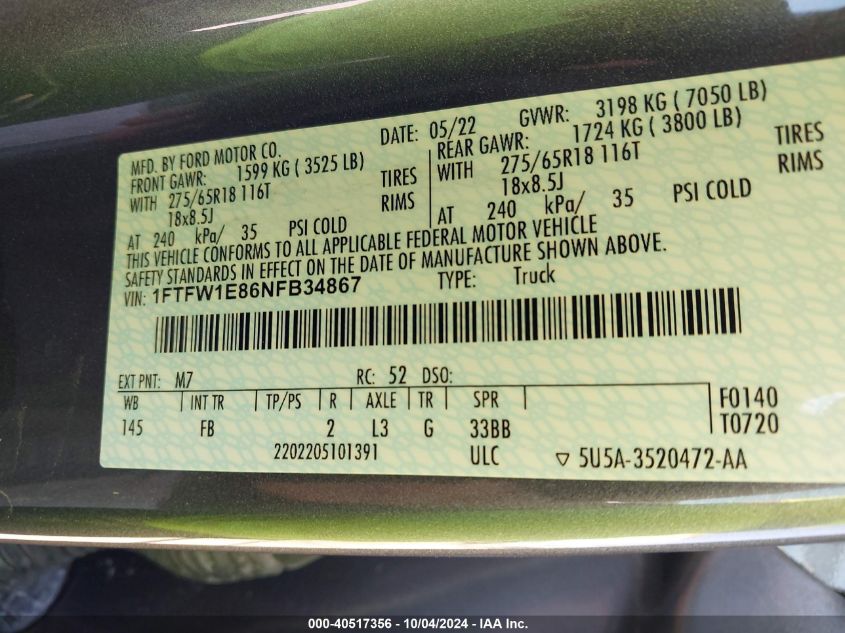 MFD. BY FORD MOTOR CO. DATE: 05/22 GVWR: 3198 KG ( 7050 LB)
FRONT GAWR: 1599 KG ( 3525 LB) REAR GAWR: 1724 KG ( 3800 LB)
WITH 275/65R18 116T TIRES WITH 275/65R18 116T TIRES
18x8.5J RIMS 18x8.5J RIMS
AT 240 kPa/ 35 PSI COLD AT 240 kPa/ 35 PSI COLD
THIS VEHICLE CONFORMS TO ALL APPLICABLE FEDERAL MOTOR VEHICLE
SAFETY STANDARDS IN EFFECT ON THE DATE OF MANUFACTURE SHOWN ABOVE.
VIN: 1FTFW1E86NFB34867 TYPE: Truck
EXT PNT: M7 RC: 52 DSO:
WB INT TR TP/PS R AXLE TR SPR F0140
145 FB 2 L3 G 33BB T0720
2202205101391 ULC ▽ 5U5A-3520472-AA
000-40517356 - 10/04/2024 - IAA Inc.